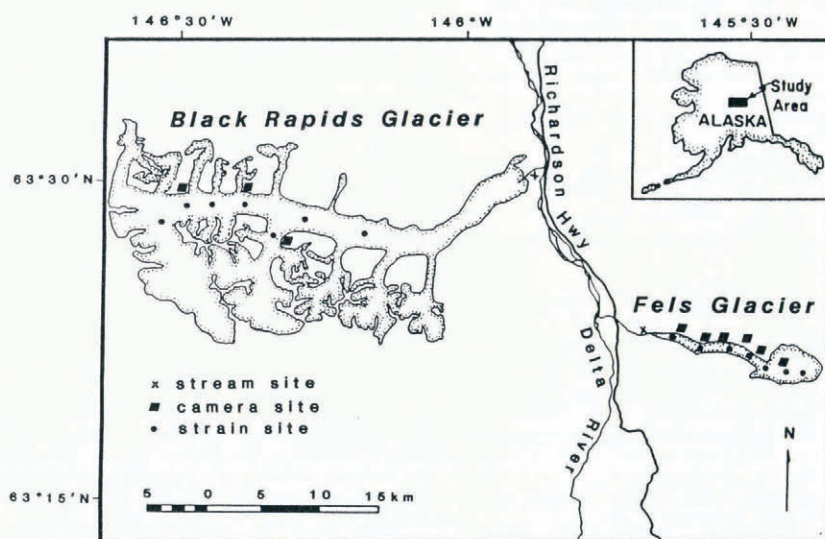 146°30'W
146°W
145°30'W
Black Rapids Glacier
Richardson Hwy
Study
Area
ALASKA
63°30'N
Fels Glacier
Delta River
x stream site
■ camera site
• strain site
N
63°15'N
5 0 5 10 15 km